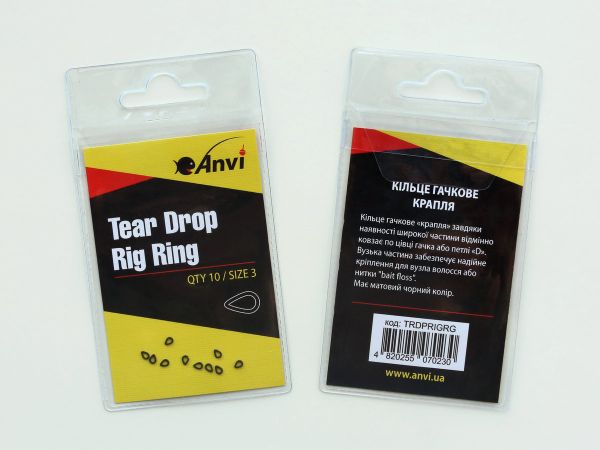 Anvi
Tear Drop
Rig Ring
QTY 10 / SIZE 3
КІЛЬЦЕ ГАЧКОВЕ
КРАПЛЯ
Кільце гачкове «крапля» завдяки
наявності широкої частини відмінно
ковзає по цівці гачка або петлі «D».
Вузька частина забезпечує надійне
кріплення для вузла волосся або
нитки "bait floss".
Має матовий чорний колір.
код: TRDPRIGRG
4 820255 070230
www.anvi.ua